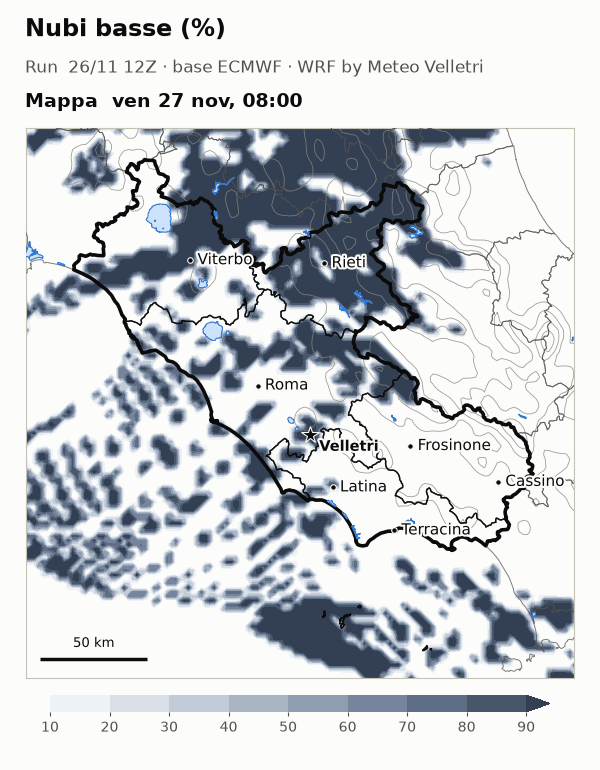 Nubi basse (%)
Run  26/11 12Z · base ECMWF · WRF by Meteo Velletri
Mappa  ven 27 nov, 08:00
Viterbo
Rieti
Roma
Velletri
Frosinone
Cassino
Latina
Terracina
50 km
10 20 30 40 50 60 70 80 90